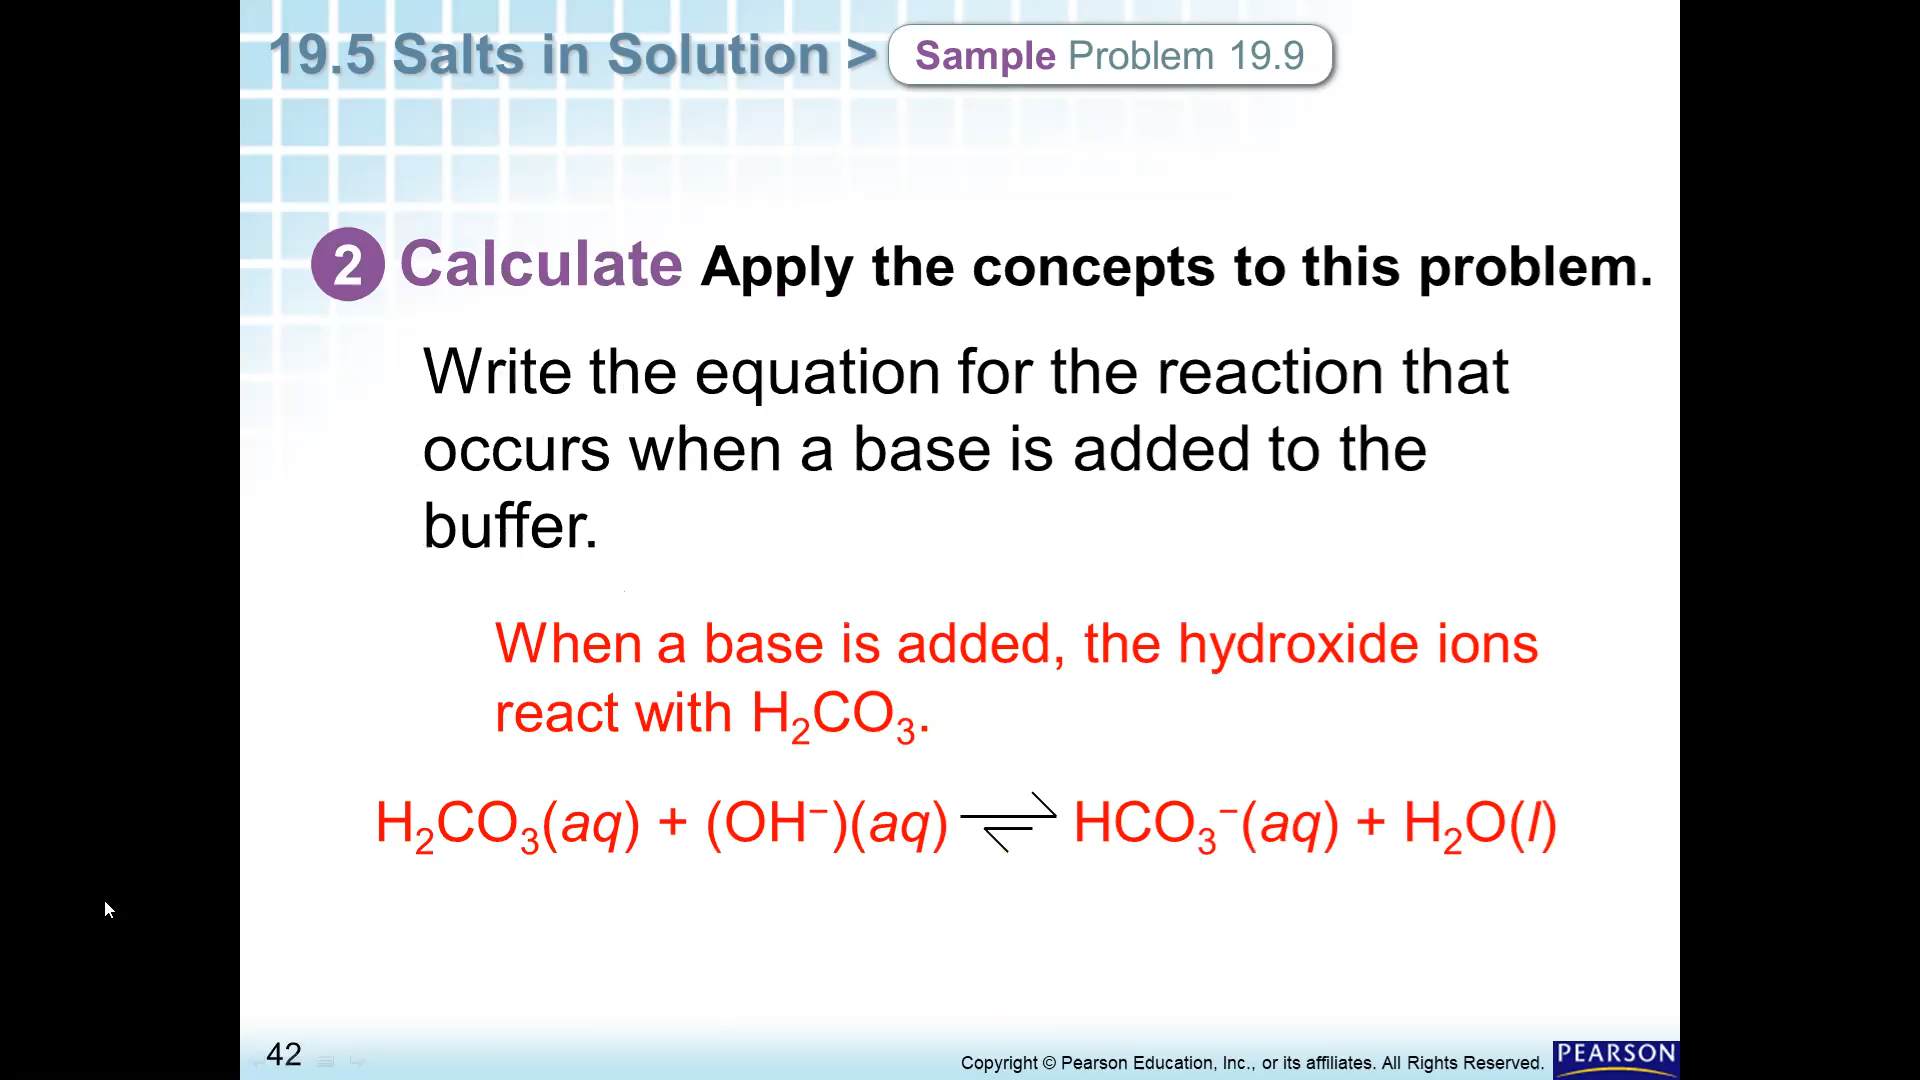 19.5 Salts in Solution > Sample Problem 19.9
2 Calculate Apply the concepts to this problem.
Write the equation for the reaction that
occurs when a base is added to the
buffer.
When a base is added, the hydroxide ions
react with H₂CO₃.
H₂CO₃(aq) + (OH⁻)(aq) ⇌ HCO₃⁻(aq) + H₂O(l)
42
Copyright © Pearson Education, Inc., or its affiliates. All Rights Reserved.
PEARSON